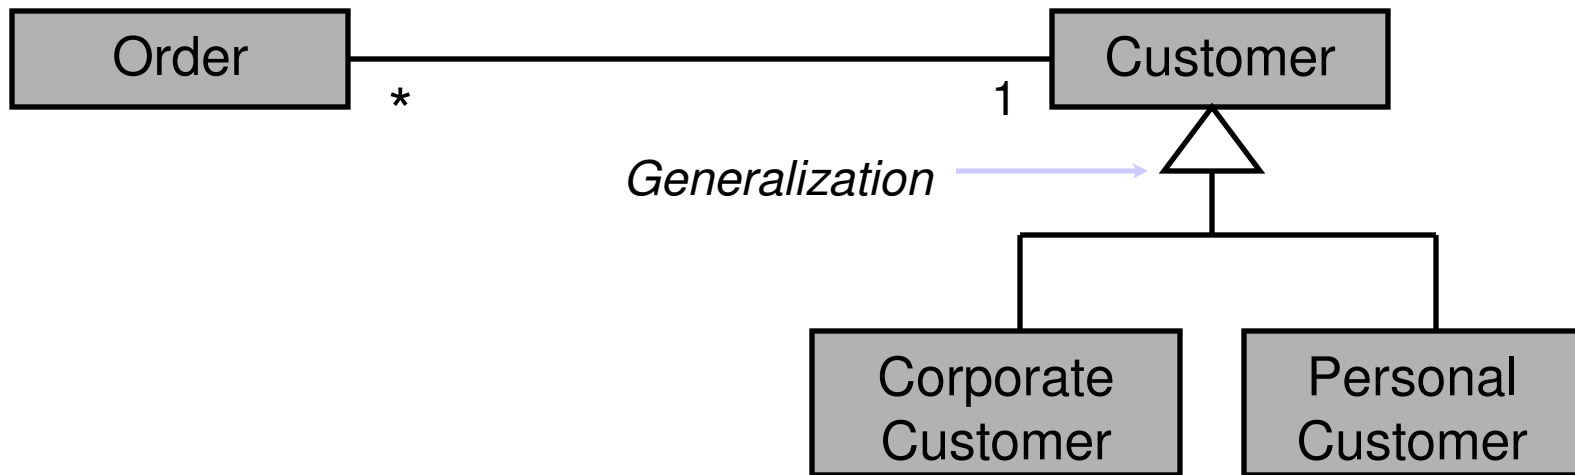 Order
Customer
*
1
Generalization
Corporate
Customer
Personal
Customer